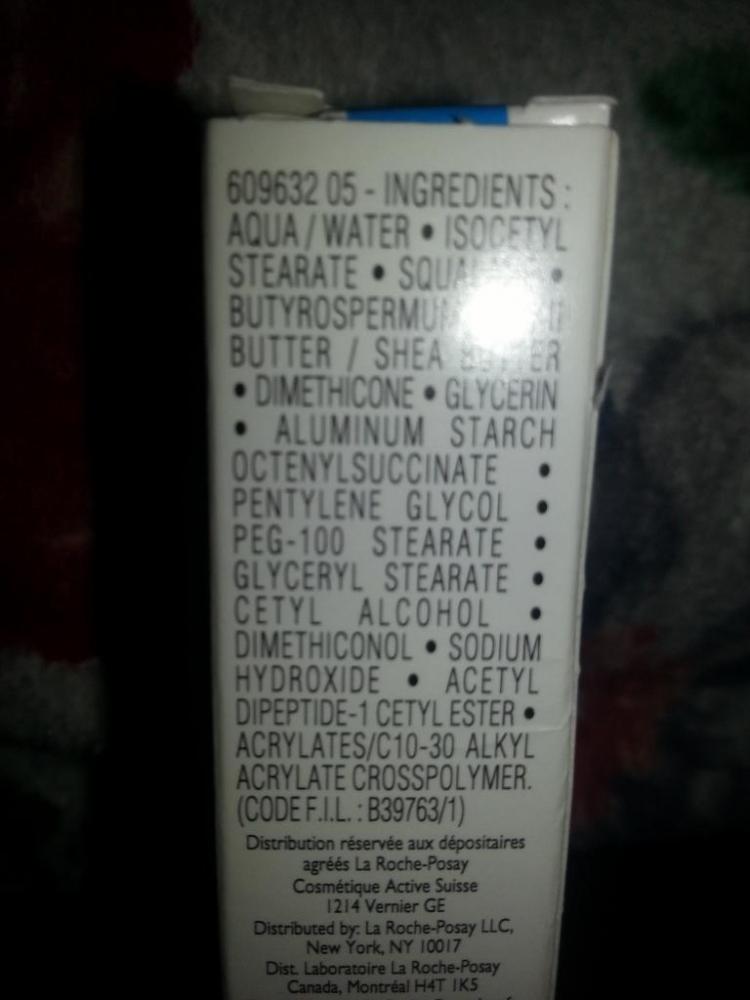 609632 05 - INGREDIENTS :
AQUA / WATER • ISOCETYL
STEARATE • •
BUTTER / SHEA BUTTER
• DIMETHICONE • GLYCERIN
• ALUMINUM STARCH
OCTENYLSUCCINATE •
PENTYLENE GLYCOL •
PEG-100 STEARATE •
GLYCERYL STEARATE •
CETYL ALCOHOL •
DIMETHICONOL • SODIUM
HYDROXIDE • ACETYL
DIPEPTIDE-1 CETYL ESTER •
ACRYLATES/C10-30 ALKYL
ACRYLATE CROSSPOLYMER.
(CODE F.I.L. : B39763/1)
Distribution réservée aux dépositaires
agréés La Roche-Posay
Cosmétique Active Suisse
1214 Vernier GE
Distributed by: La Roche-Posay LLC,
New York, NY 10017
Dist. Laboratoire La Roche-Posay
Canada, Montréal H4T 1K5